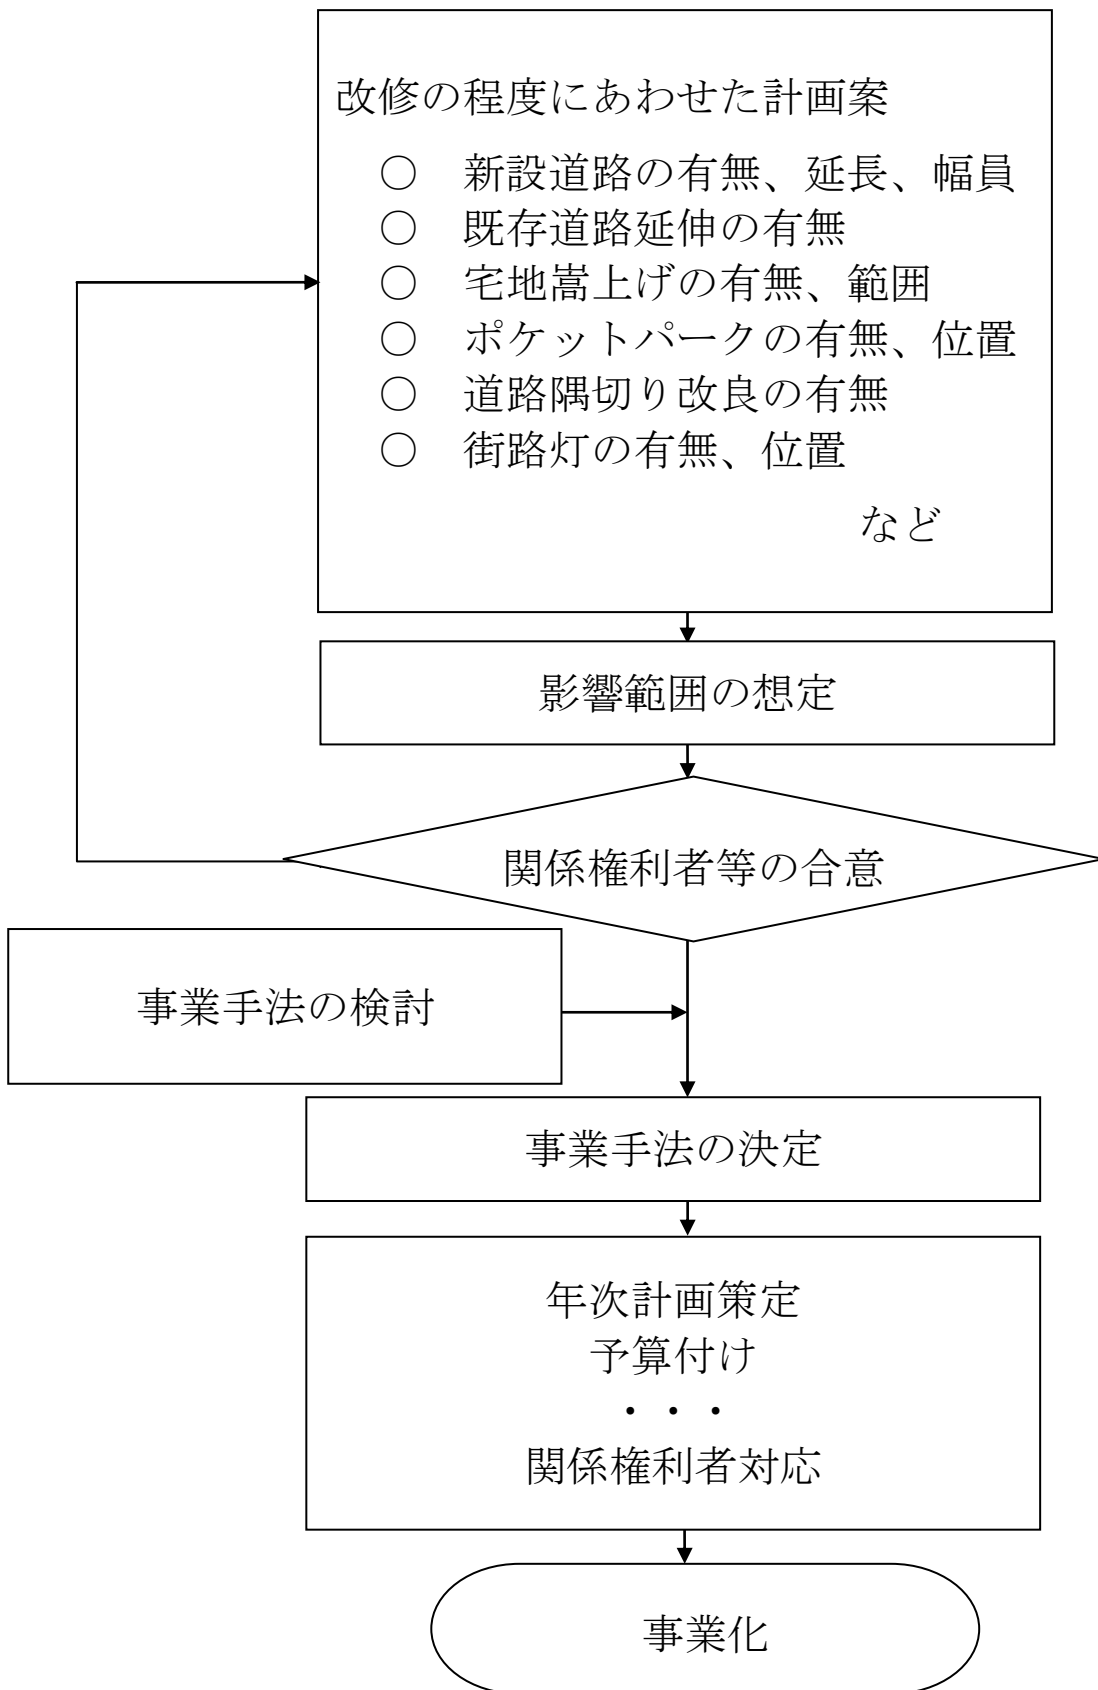 改修の程度にあわせた計画案
○　新設道路の有無、延長、幅員
○　既存道路延伸の有無
○　宅地嵩上げの有無、範囲
○　ポケットパークの有無、位置
○　道路隅切り改良の有無
○　街路灯の有無、位置
など
影響範囲の想定
関係権利者等の合意
事業手法の検討
事業手法の決定
年次計画策定
予算付け
・・・
関係権利者対応
事業化